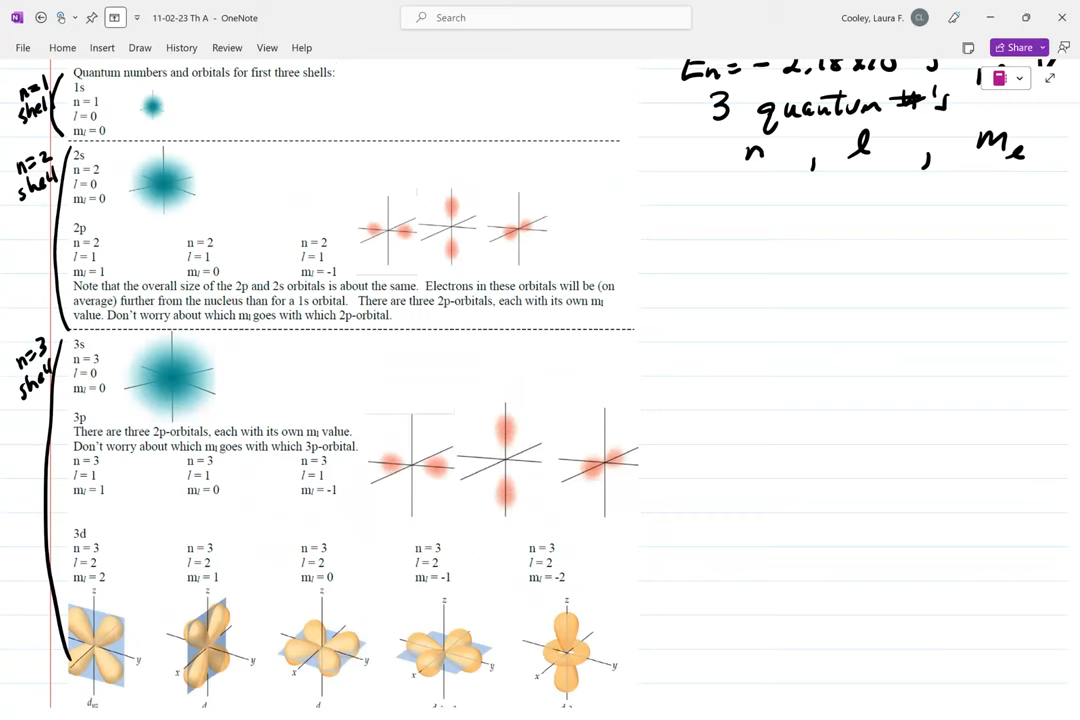 11-02-23 Th A - OneNote
Search
Cooley, Laura F.
CL
File Home Insert Draw History Review View Help
Share
Quantum numbers and orbitals for first three shells:
n=1
shell
1s
n = 1
l = 0
ml = 0
n=2
shell
2s
n = 2
l = 0
ml = 0
2p
n = 2 n = 2 n = 2
l = 1 l = 1 l = 1
ml = 1 ml = 0 ml = -1
Note that the overall size of the 2p and 2s orbitals is about the same. Electrons in these orbitals will be (on
average) further from the nucleus than for a 1s orbital. There are three 2p-orbitals, each with its own ml
value. Don't worry about which ml goes with which 2p-orbital.
n=3
shell
3s
n = 3
l = 0
ml = 0
3p
There are three 2p-orbitals, each with its own ml value.
Don't worry about which ml goes with which 3p-orbital.
n = 3 n = 3 n = 3
l = 1 l = 1 l = 1
ml = 1 ml = 0 ml = -1
3d
n = 3 n = 3 n = 3 n = 3 n = 3
l = 2 l = 2 l = 2 l = 2 l = 2
ml = 2 ml = 1 ml = 0 ml = -1 ml = -2
z z z z z
y y y y y
x x x x
En = - 2.18 x10
3 quantum #'s
n , l , ml